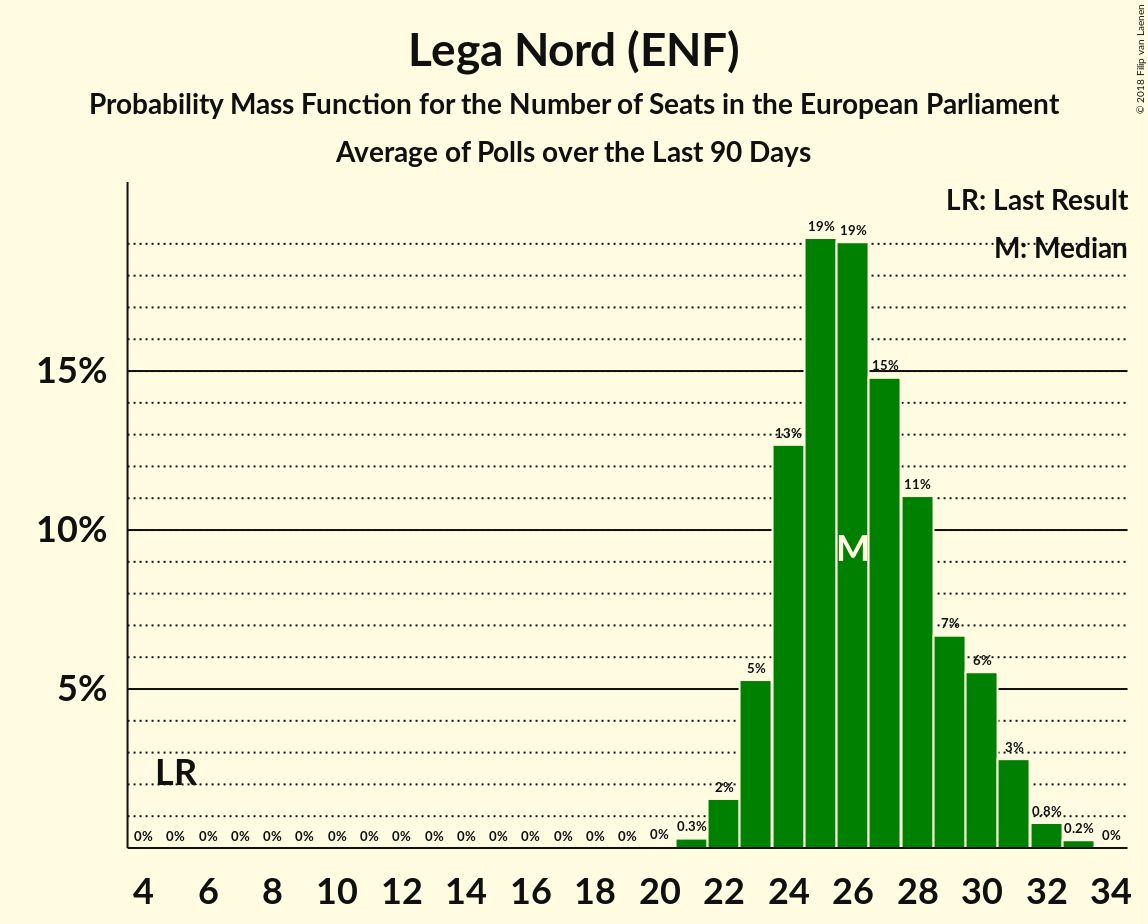 Lega Nord (ENF)
Probability Mass Function for the Number of Seats in the European Parliament
Average of Polls over the Last 90 Days
© 2018 Filip van Laenen
LR: Last Result
M: Median
19% 19%
15%
15%
13%
11%
10%
M
7%
6%
5%
5%
3%
LR
2%
0% 0% 0% 0% 0% 0% 0% 0% 0% 0% 0% 0% 0% 0% 0% 0% 0% 0.3% 0.8% 0.2% 0%
4 6 8 10 12 14 16 18 20 22 24 26 28 30 32 34